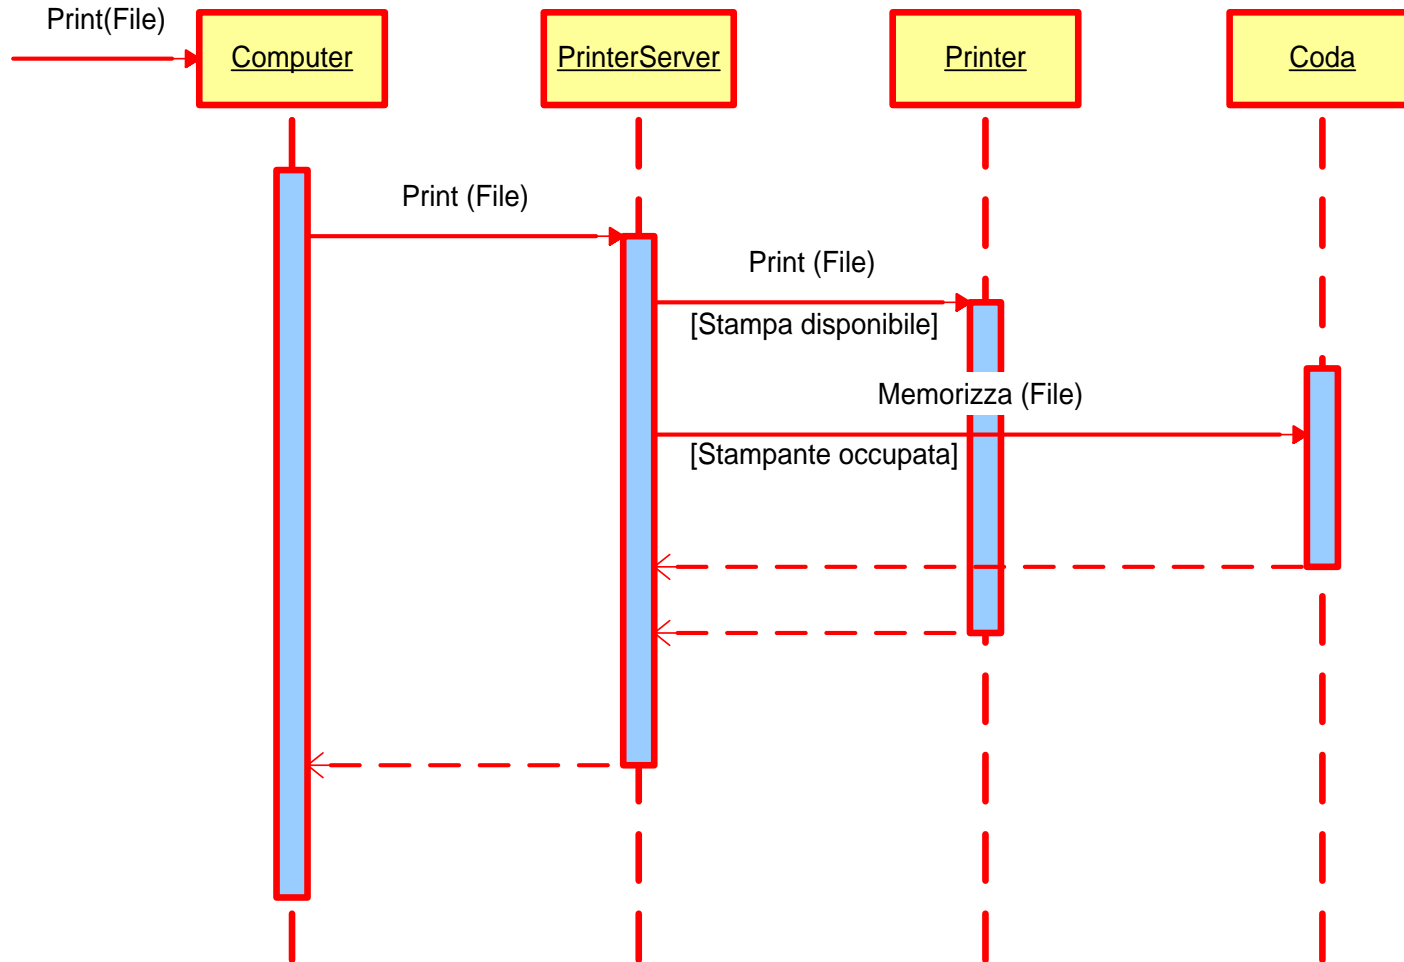 Print(File)
Computer
PrinterServer
Printer
Coda
Print (File)
Print (File)
[Stampa disponibile]
Memorizza (File)
[Stampante occupata]